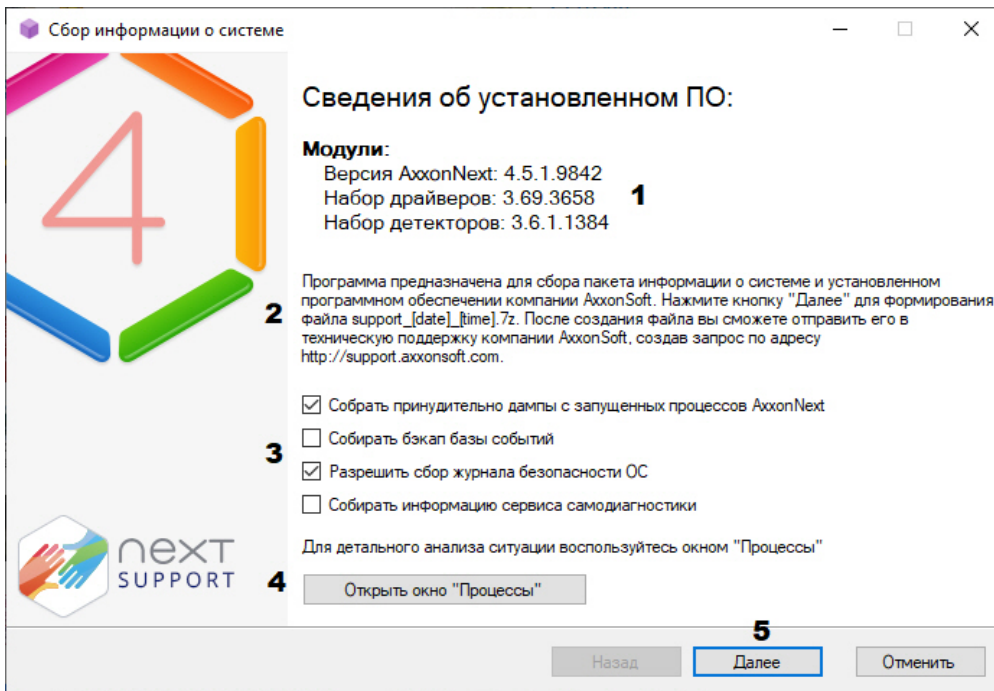 Сбор информации о системе
4
Сведения об установленном ПО:
Модули:
Версия AxxonNext: 4.5.1.9842
Набор драйверов: 3.69.3658
1
Набор детекторов: 3.6.1.1384
Программа предназначена для сбора пакета информации о системе и установленном
2
программном обеспечении компании AxxonSoft. Нажмите кнопку "Далее" для формирования
файла support_[date]_[time].7z. После создания файла вы сможете отправить его в
техническую поддержку компании AxxonSoft, создав запрос по адресу
http://support.axxonsoft.com.
Собрать принудительно дампы с запущенных процессов AxxonNext
Собирать бэкап базы событий
3
Разрешить сбор журнала безопасности ОС
Собирать информацию сервиса самодиагностики
next
SUPPORT
Для детального анализа ситуации воспользуйтесь окном "Процессы"
4
Открыть окно "Процессы"
5
Назад
Далее
Отменить